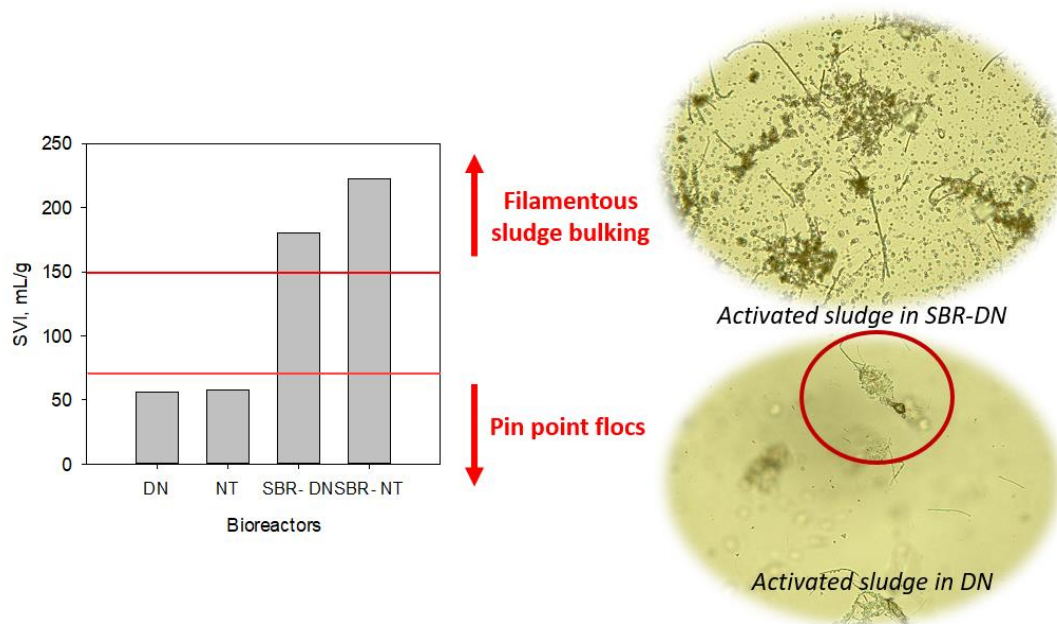 250
200
150
100
50
0
SVI, mL/g
DN NT SBR- DN SBR- NT
Bioreactors
Filamentous
sludge bulking
Pin point flocs
Activated sludge in SBR-DN
Activated sludge in DN